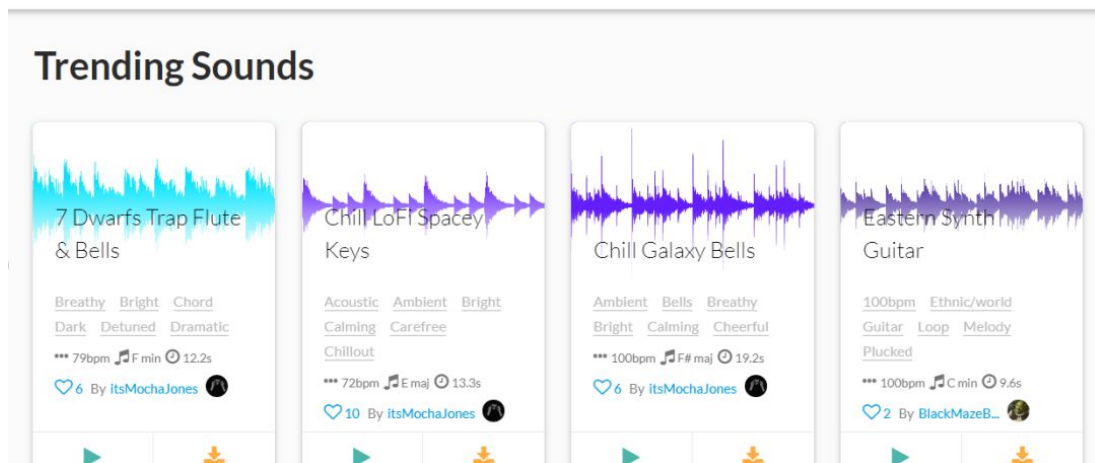 Trending Sounds
7 Dwarfs Trap Flute
& Bells
Breathy Bright Chord
Dark Detuned Dramatic
79bpm F min 12.2s
6 By itsMochaJones
Chill LoFi Spacey
Keys
Acoustic Ambient Bright
Calming Carefree
Chillout
72bpm E maj 13.3s
10 By itsMochaJones
Chill Galaxy Bells
Ambient Bells Breathy
Bright Calming Cheerful
100bpm F# maj 19.2s
6 By itsMochaJones
Eastern Synth
Guitar
100bpm Ethnic/world
Guitar Loop Melody
Plucked
100bpm C min 9.6s
2 By BlackMazeB...